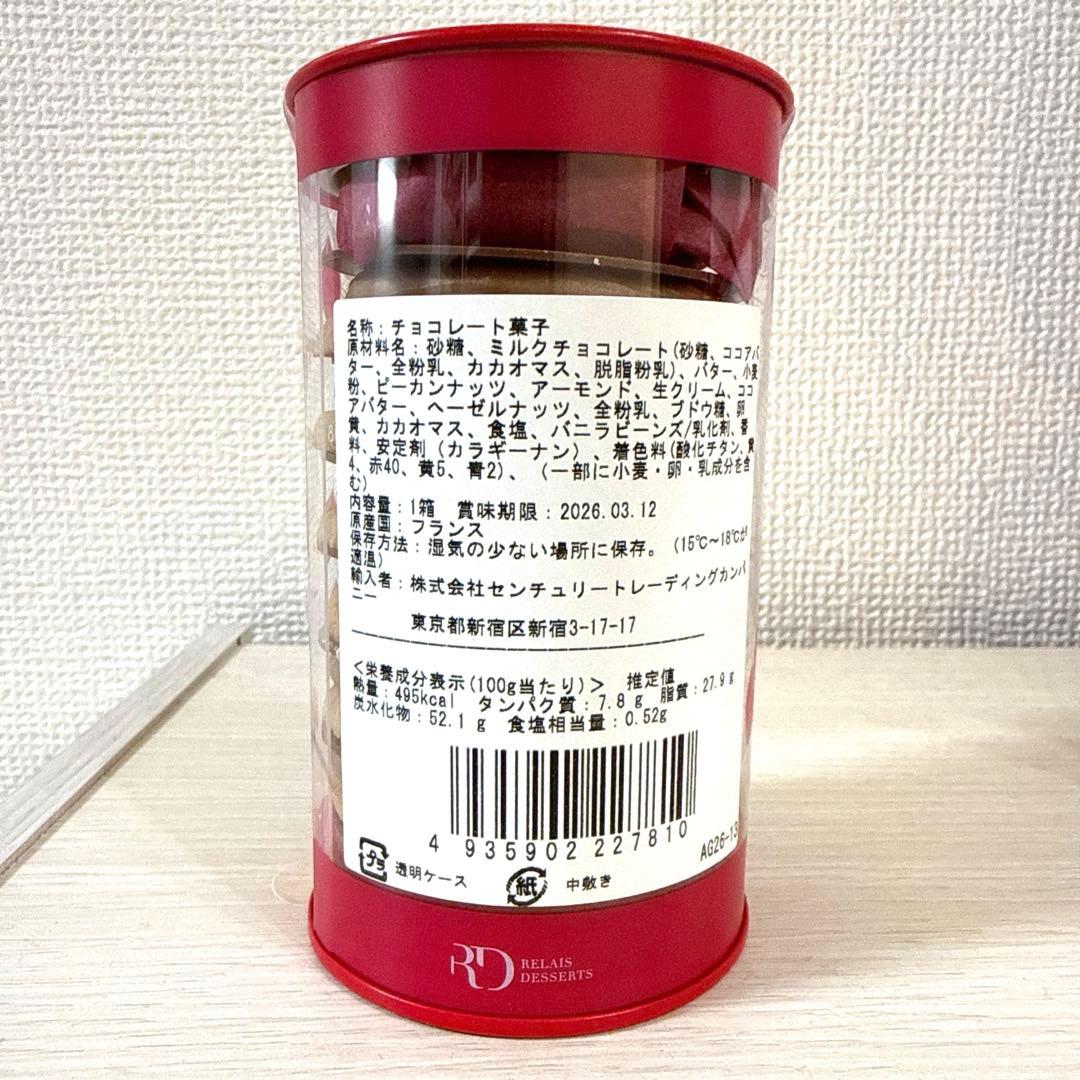 名称：チョコレート菓子
原材料名：砂糖、ミルクチョコレート(砂糖、ココアバ
ター、全粉乳、カカオマス、脱脂粉乳)、バター、小麦
粉、ピーカンナッツ、アーモンド、生クリーム、ココ
アバター、ヘーゼルナッツ、全粉乳、ブドウ糖、卵
黄、カカオマス、食塩、バニラビーンズ/乳化剤、香
料、安定剤（カラギーナン）、着色料(酸化チタン、黄
4、赤40、黄5、青2)、（一部に小麦・卵・乳成分を含
む)
内容量：1箱　賞味期限：2026.03.12
原産国：フランス
保存方法：湿気の少ない場所に保存。（15℃～18℃が
適温)
輸入者：株式会社センチュリートレーディングカンパ
ニー
東京都新宿区新宿3-17-17
＜栄養成分表示(100g当たり)＞　推定値
熱量：495kcal　タンパク質：7.8 g　脂質：27.9 g
炭水化物：52.1 g　食塩相当量：0.52g
4 935902 227810
AG26-13
プラ 透明ケース　紙 中敷き
RD RELAIS
DESSERTS